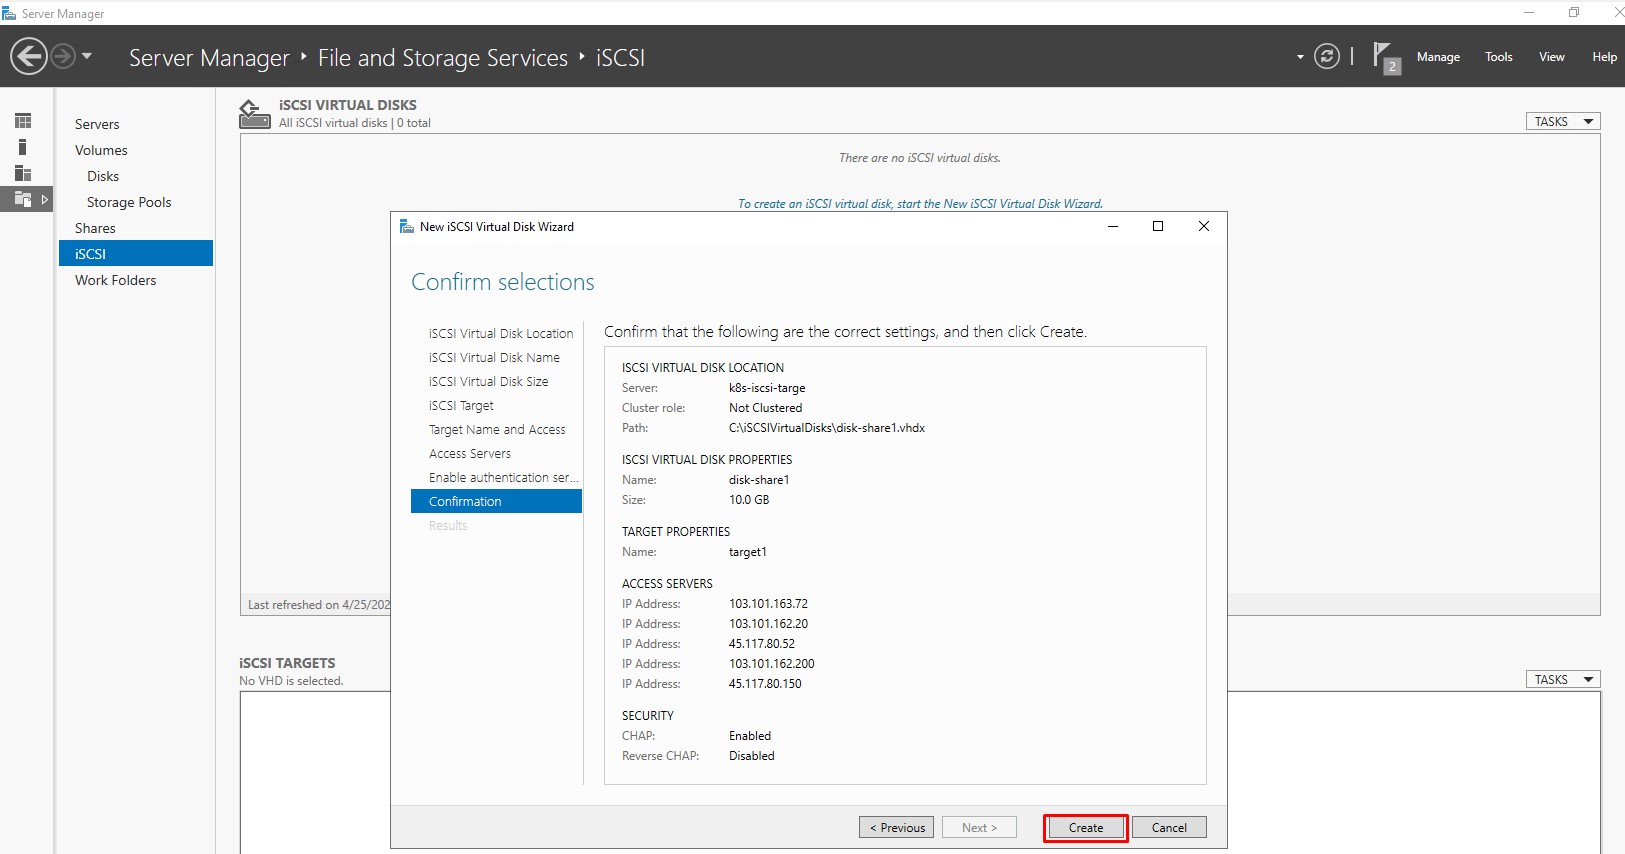 Server Manager
Server Manager ‣ File and Storage Services ‣ iSCSI
2
Manage Tools View Help
Servers
Volumes
Disks
Storage Pools
Shares
iSCSI
Work Folders
iSCSI VIRTUAL DISKS
All iSCSI virtual disks | 0 total
TASKS
There are no iSCSI virtual disks.
To create an iSCSI virtual disk, start the New iSCSI Virtual Disk Wizard.
Last refreshed on 4/25/202
iSCSI TARGETS
No VHD is selected.
TASKS
New iSCSI Virtual Disk Wizard
Confirm selections
iSCSI Virtual Disk Location
iSCSI Virtual Disk Name
iSCSI Virtual Disk Size
iSCSI Target
Target Name and Access
Access Servers
Enable authentication ser...
Confirmation
Results
Confirm that the following are the correct settings, and then click Create.
ISCSI VIRTUAL DISK LOCATION
Server: k8s-iscsi-targe
Cluster role: Not Clustered
Path: C:\iSCSIVirtualDisks\disk-share1.vhdx
ISCSI VIRTUAL DISK PROPERTIES
Name: disk-share1
Size: 10.0 GB
TARGET PROPERTIES
Name: target1
ACCESS SERVERS
IP Address: 103.101.163.72
IP Address: 103.101.162.20
IP Address: 45.117.80.52
IP Address: 103.101.162.200
IP Address: 45.117.80.150
SECURITY
CHAP: Enabled
Reverse CHAP: Disabled
< Previous Next > Create Cancel